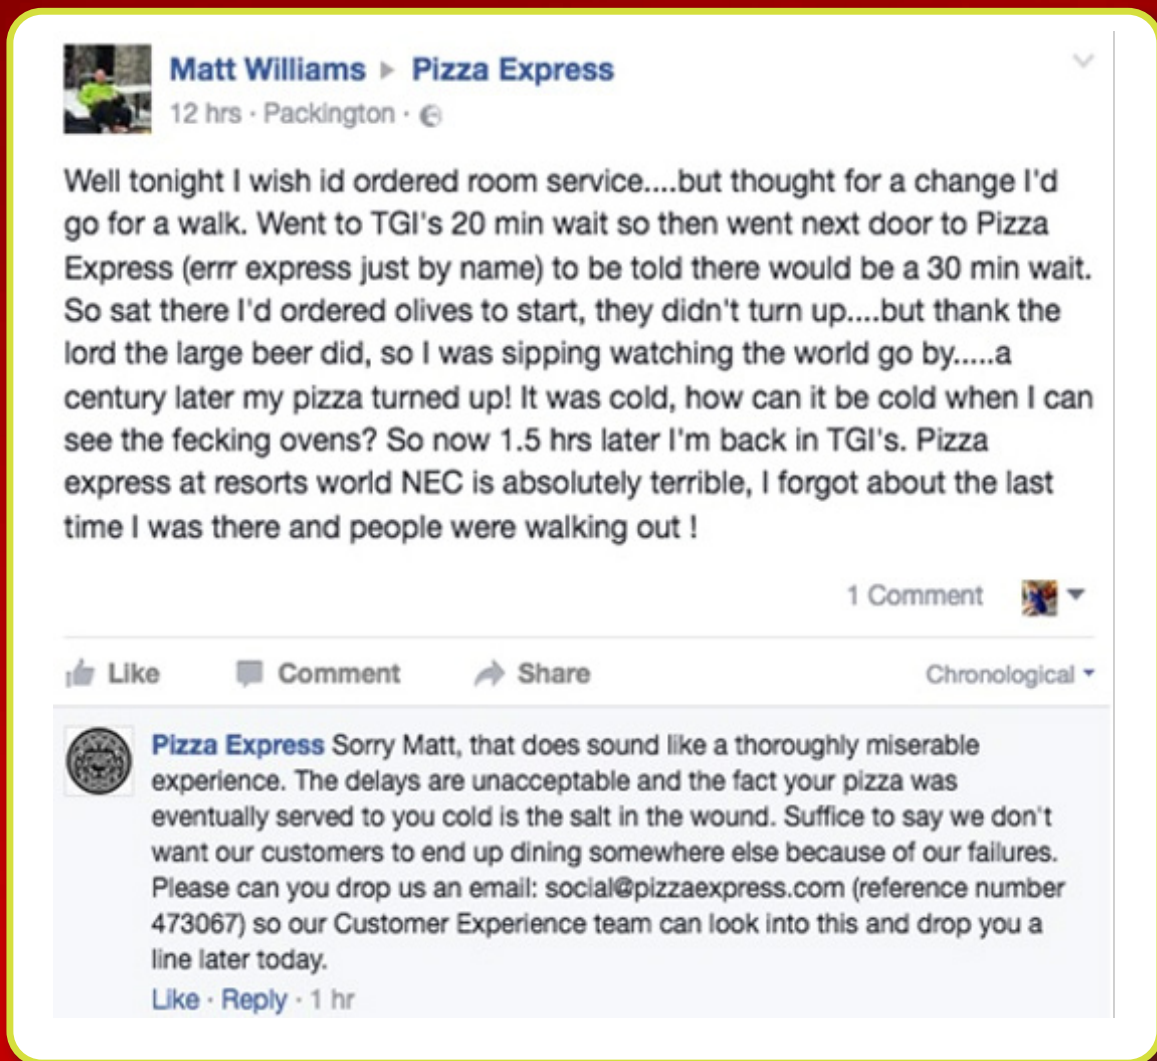 Matt Williams ▸ Pizza Express
12 hrs · Packington ·
Well tonight I wish id ordered room service....but thought for a change I'd
go for a walk. Went to TGI's 20 min wait so then went next door to Pizza
Express (errr express just by name) to be told there would be a 30 min wait.
So sat there I'd ordered olives to start, they didn't turn up....but thank the
lord the large beer did, so I was sipping watching the world go by.....a
century later my pizza turned up! It was cold, how can it be cold when I can
see the fecking ovens? So now 1.5 hrs later I'm back in TGI's. Pizza
express at resorts world NEC is absolutely terrible, I forgot about the last
time I was there and people were walking out !
1 Comment
Like Comment Share Chronological
Pizza Express Sorry Matt, that does sound like a thoroughly miserable
experience. The delays are unacceptable and the fact your pizza was
eventually served to you cold is the salt in the wound. Suffice to say we don't
want our customers to end up dining somewhere else because of our failures.
Please can you drop us an email: social@pizzaexpress.com (reference number
473067) so our Customer Experience team can look into this and drop you a
line later today.
Like · Reply · 1 hr